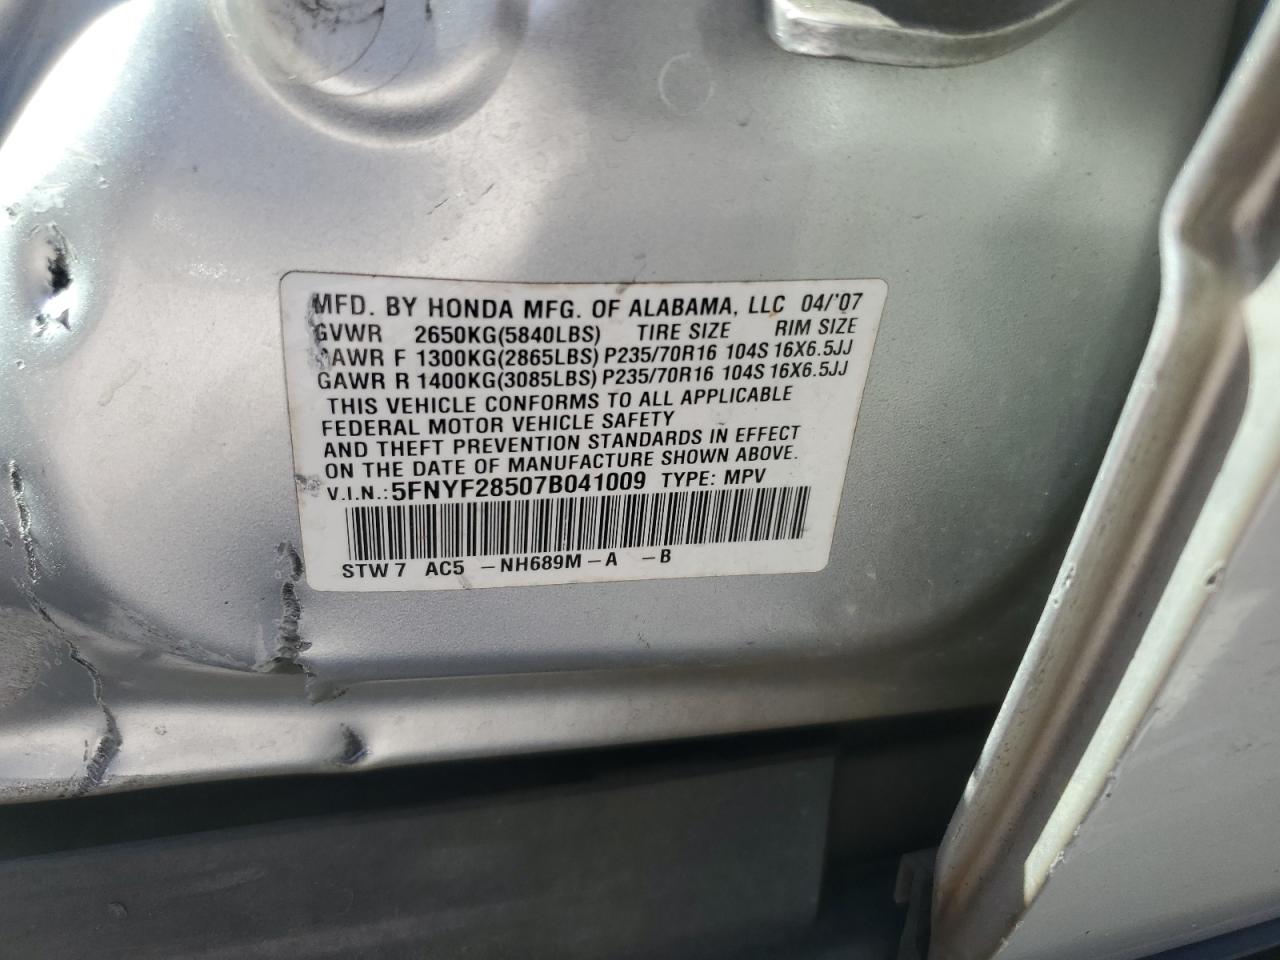 MFD. BY HONDA MFG. OF ALABAMA, LLC 04/'07
GVWR 2650KG(5840LBS) TIRE SIZE RIM SIZE
GAWR F 1300KG(2865LBS) P235/70R16 104S 16X6.5JJ
GAWR R 1400KG(3085LBS) P235/70R16 104S 16X6.5JJ
THIS VEHICLE CONFORMS TO ALL APPLICABLE
FEDERAL MOTOR VEHICLE SAFETY
AND THEFT PREVENTION STANDARDS IN EFFECT
ON THE DATE OF MANUFACTURE SHOWN ABOVE.
V.I.N.: 5FNYF28507B041009 TYPE: MPV
STW7 AC5 -NH689M-A -B